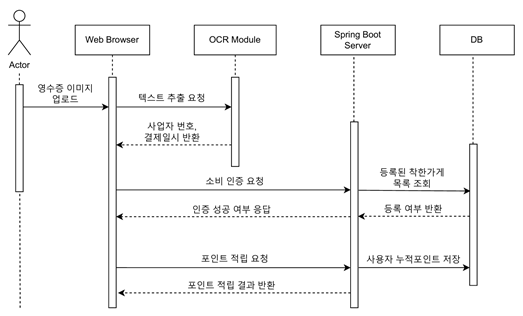 Actor
Web Browser
OCR Module
Spring Boot
Server
DB
영수증 이미지
업로드
텍스트 추출 요청
사업자 번호,
결제일시 반환
소비 인증 요청
등록된 착한가게
목록 조회
인증 성공 여부 응답
등록 여부 반환
포인트 적립 요청
사용자 누적포인트 저장
포인트 적립 결과 반환